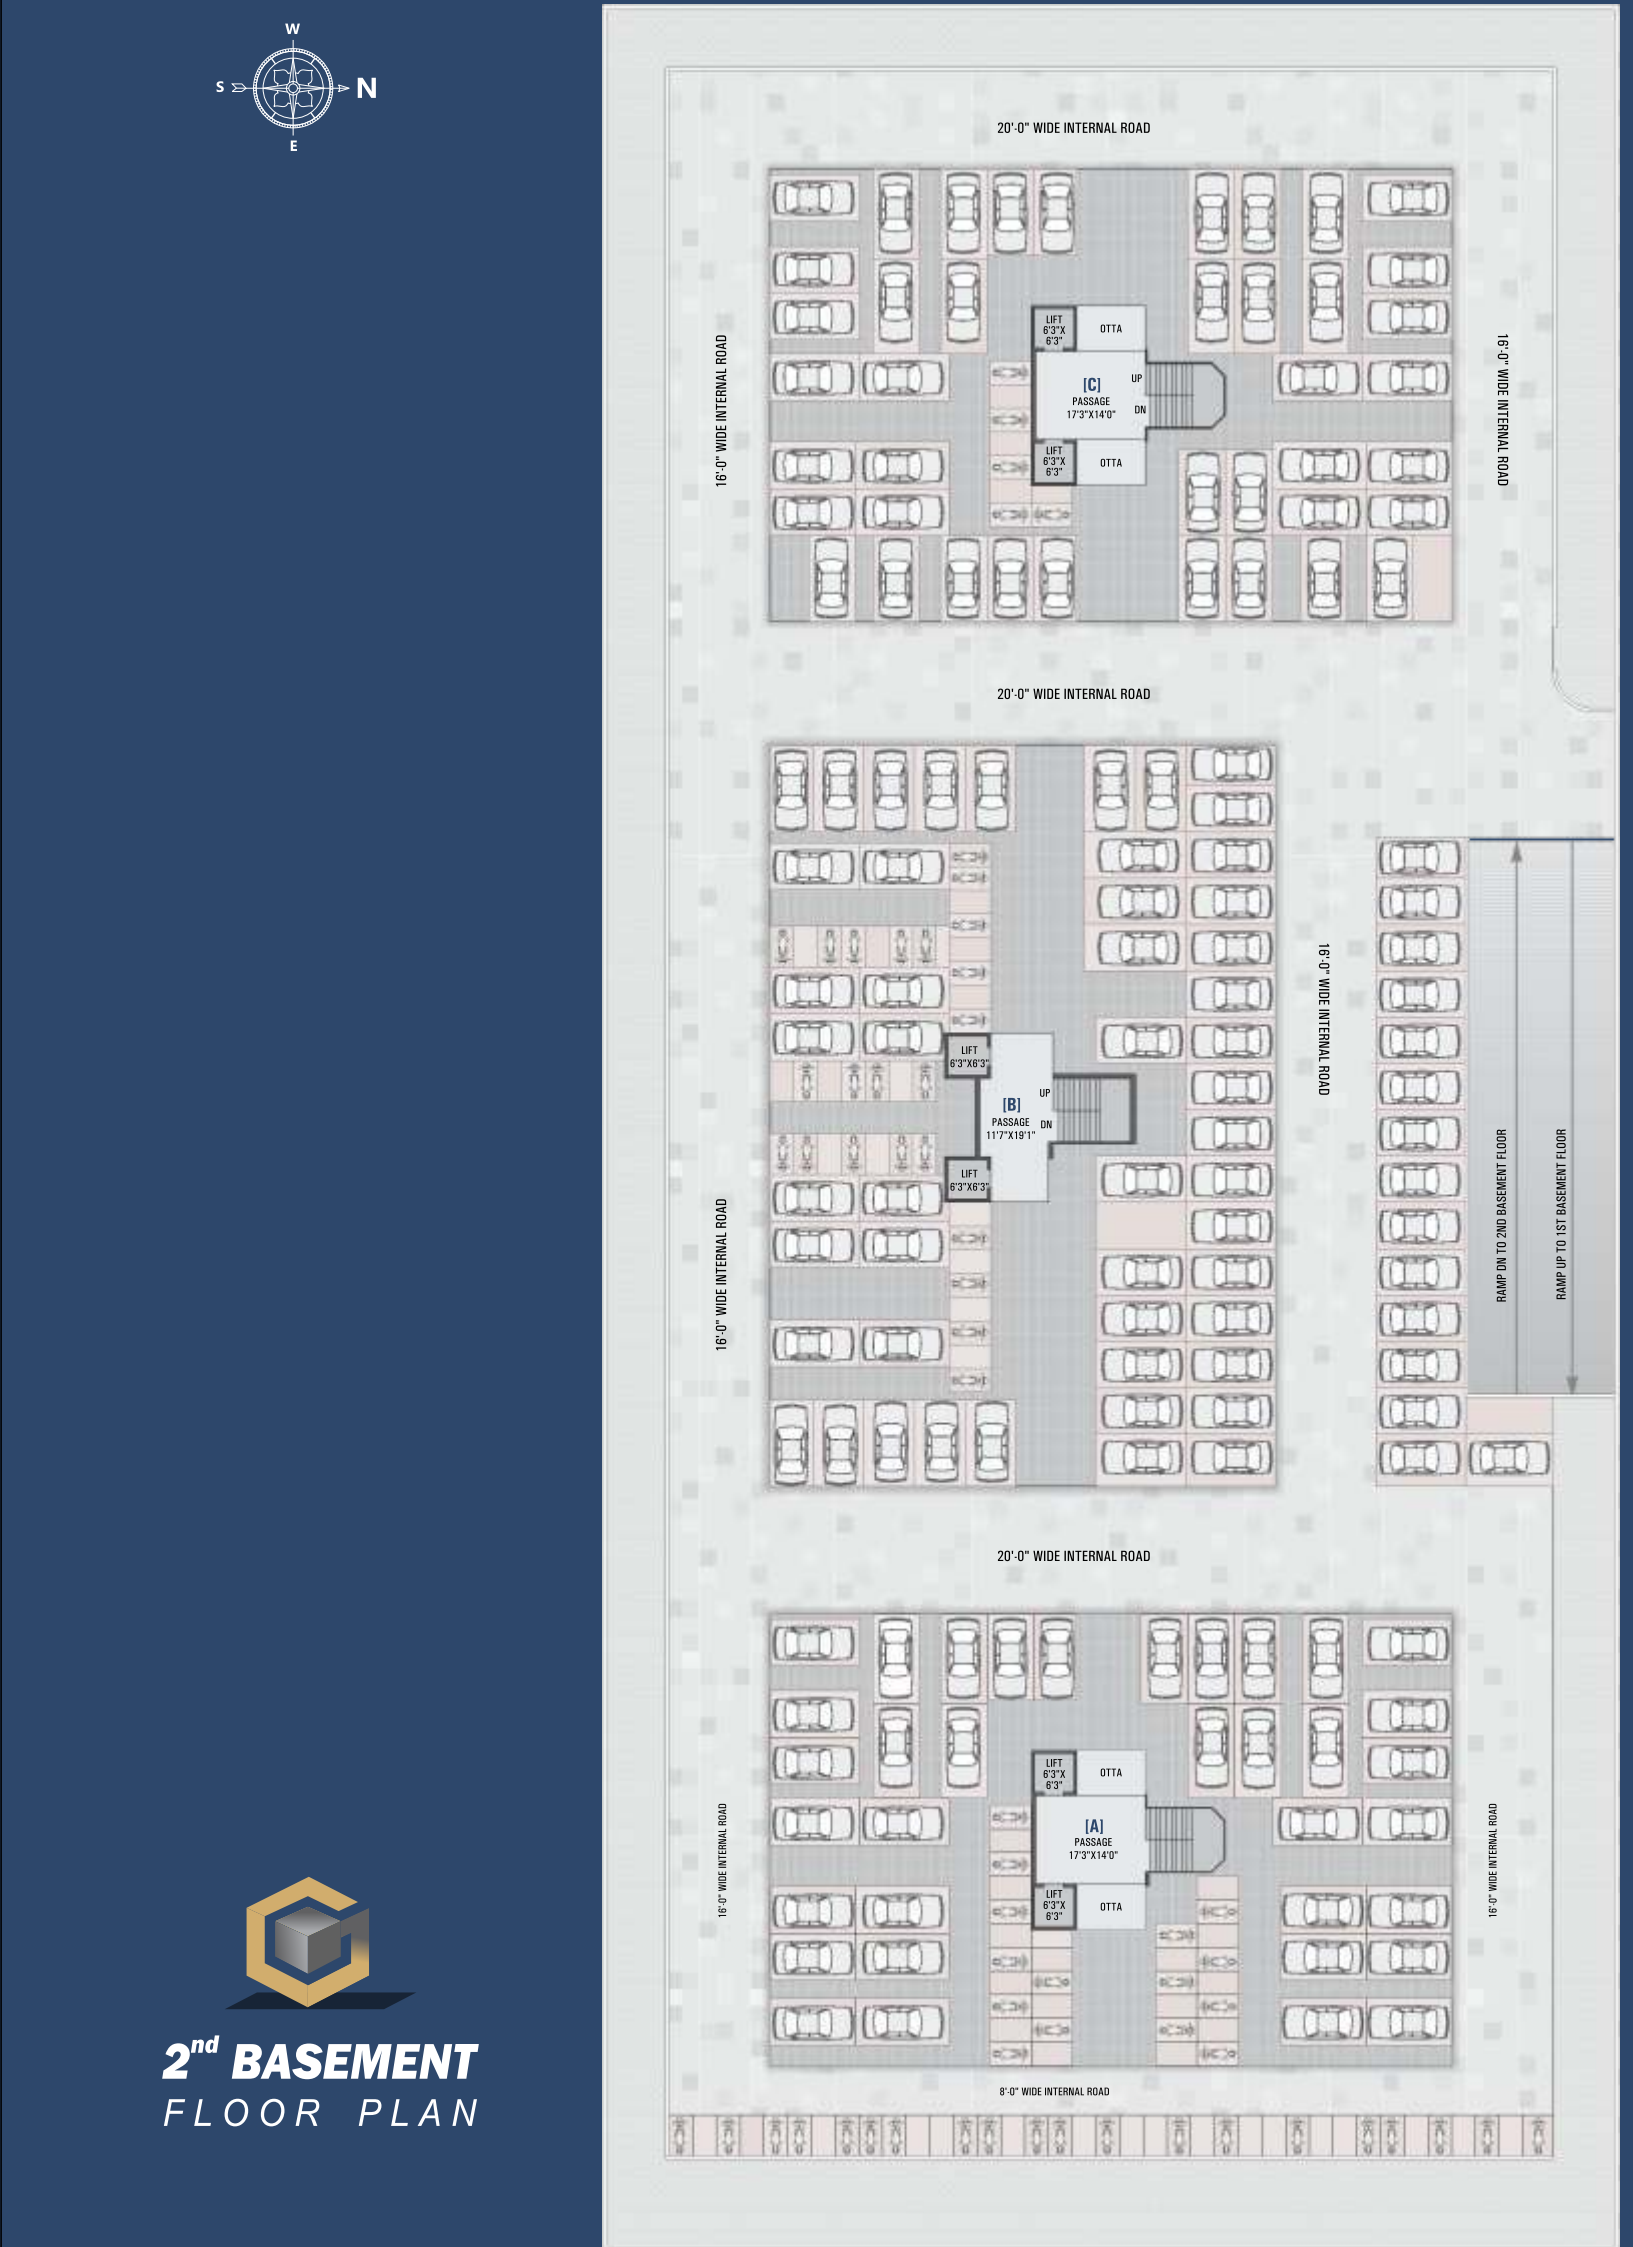 W
S
N
E
20'-0" WIDE INTERNAL ROAD
16'-0" WIDE INTERNAL ROAD
16'-0" WIDE INTERNAL ROAD
LIFT
6'3"X
6'3"
OTTA
[C]
PASSAGE
17'3"X14'0"
UP
DN
LIFT
6'3"X
6'3"
OTTA
20'-0" WIDE INTERNAL ROAD
16'-0" WIDE INTERNAL ROAD
LIFT
6'3"X6'3"
[B]
PASSAGE
11'7"X19'1"
UP
DN
LIFT
6'3"X6'3"
16'-0" WIDE INTERNAL ROAD
RAMP DN TO 2ND BASEMENT FLOOR
RAMP UP TO 1ST BASEMENT FLOOR
20'-0" WIDE INTERNAL ROAD
16'-0" WIDE INTERNAL ROAD
LIFT
6'3"X
6'3"
OTTA
[A]
PASSAGE
17'3"X14'0"
LIFT
6'3"X
6'3"
OTTA
16'-0" WIDE INTERNAL ROAD
8'-0" WIDE INTERNAL ROAD
2nd BASEMENT
FLOOR PLAN